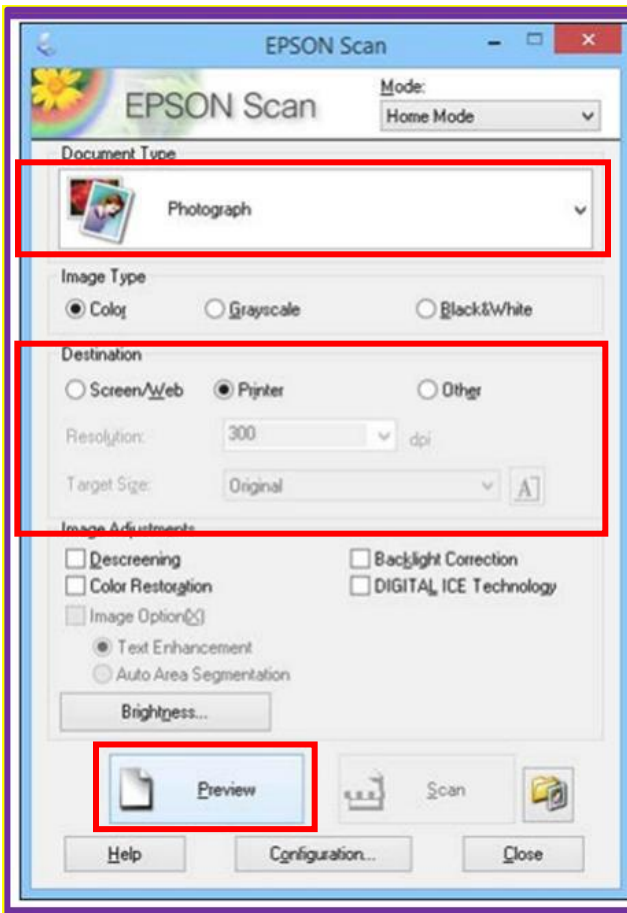 EPSON Scan
EPSON Scan
Mode:
Home Mode
Document Type
Photograph
Image Type
Color Grayscale Black&White
Destination
Screen/Web Printer Other
Resolution: 300 dpi
Target Size: Original A
Image Adjustments
Descreening Backlight Correction
Color Restoration DIGITAL ICE Technology
Image Option(X)
Text Enhancement
Auto Area Segmentation
Brightness...
Preview Scan
Help Configuration... Close